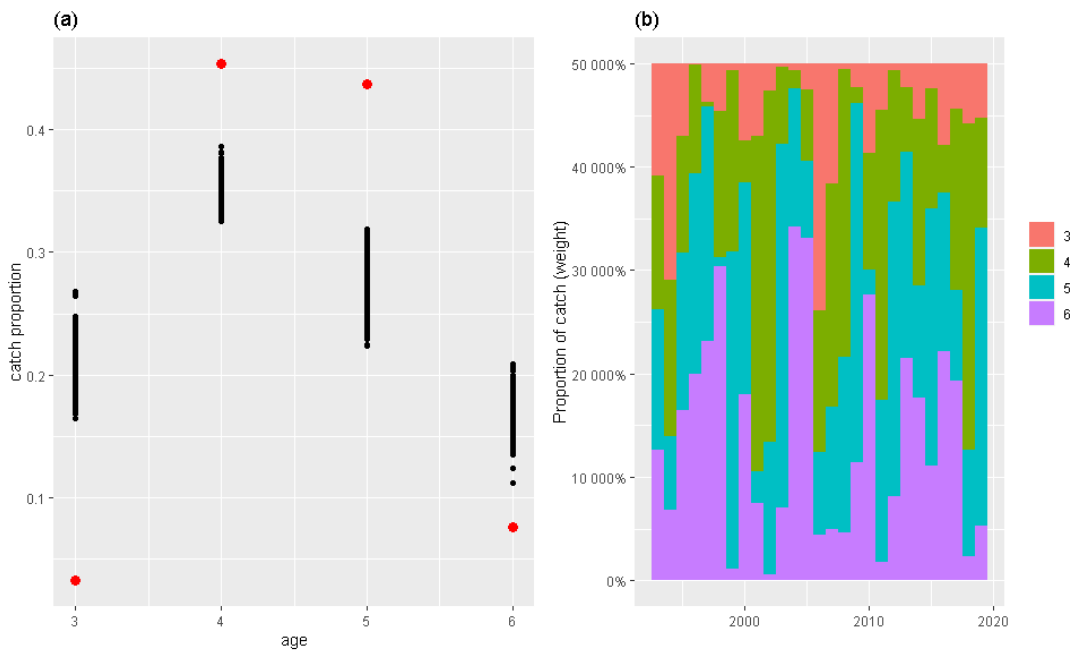 (a)
catch proportion
0.4
0.3
0.2
0.1
3 4 5 6
age
(b)
Proportion of catch (weight)
50 000%
40 000%
30 000%
20 000%
10 000%
0%
2000 2010 2020
3
4
5
6